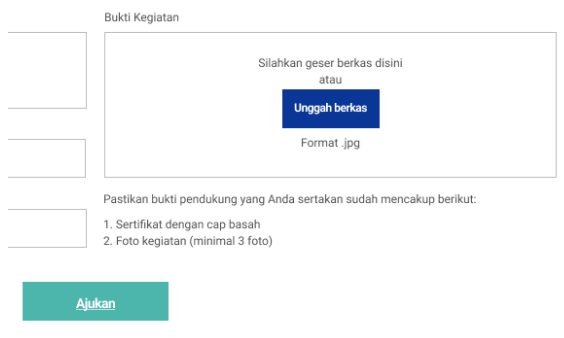 Bukti Kegiatan
Silahkan geser berkas disini
atau
Unggah berkas
Format .jpg
Pastikan bukti pendukung yang Anda sertakan sudah mencakup berikut:
1. Sertifikat dengan cap basah
2. Foto kegiatan (minimal 3 foto)
Ajukan